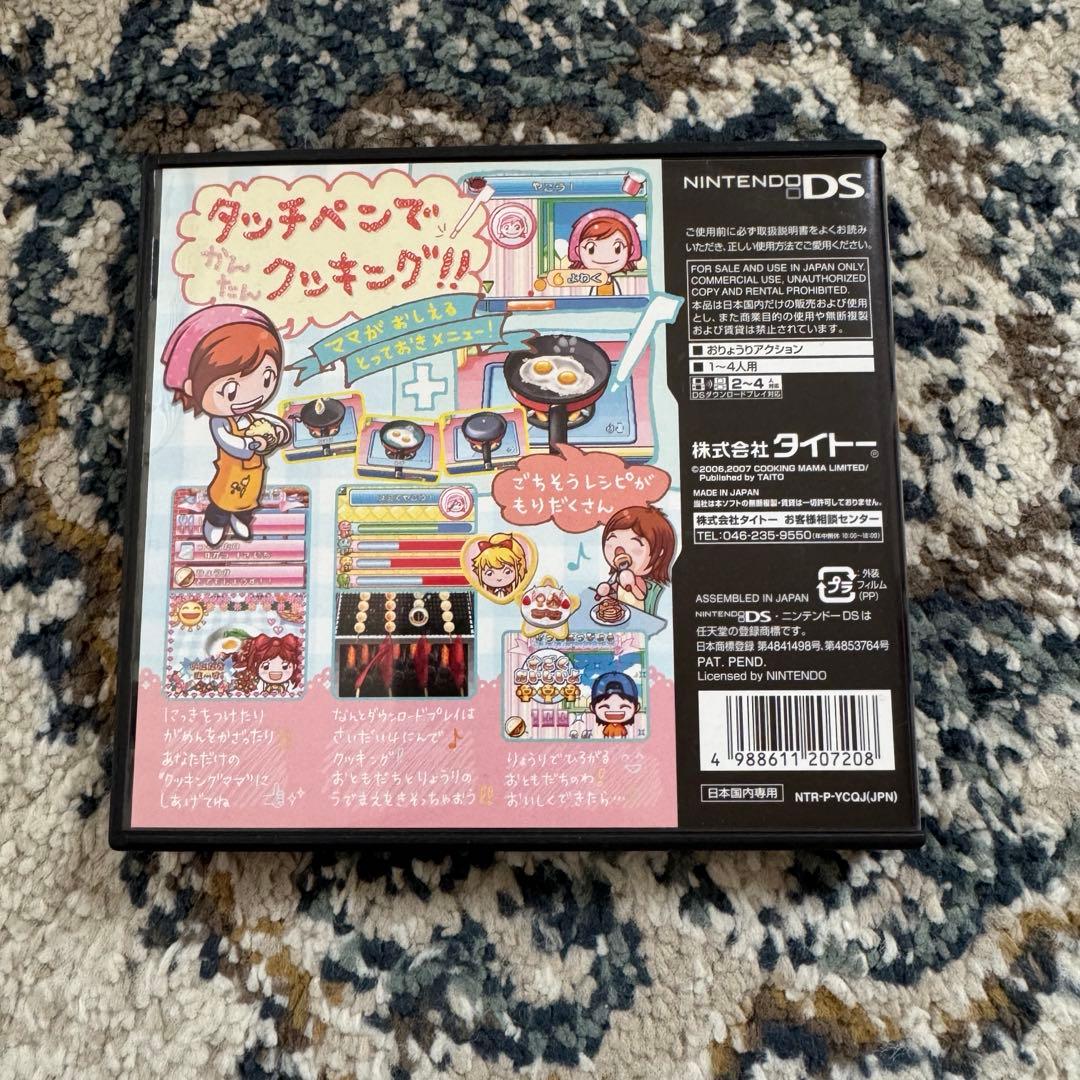 タッチペンで
かんたん
クッキング!!
ママがおしえる
とっておきメニュー!
やこう!
よわく
ごちそうレシピが
もりだくさん
にっきをつけたり
がめんをかざったり
あなただけの
"クッキングママ"に
しあげてね
なんとダウンロードプレイは
さいだい4にんで
クッキング!!
おともだちとりょうりの
うでまえをきそっちゃおう!!
りょうりでひろがる
おともだちのわ!
おいしくできたら…
NINTENDO DS
ご使用前に必ず取扱説明書をよくお読み
いただき、正しい使用方法でご愛用ください。
FOR SALE AND USE IN JAPAN ONLY.
COMMERCIAL USE, UNAUTHORIZED
COPY AND RENTAL PROHIBITED.
本品は日本国内だけの販売および使用
とし、また商業目的の使用や無断複製
および賃貸は禁止されています。
■ おりょうりアクション
■ 1〜4人用
2〜4人対応
DSダウンロードプレイ対応
株式会社 タイトー®
©2006,2007 COOKING MAMA LIMITED/
Published by TAITO
MADE IN JAPAN
当社は本ソフトの無断複製・賃貸は一切許可しておりません。
株式会社タイトー お客様相談センター
TEL:046-235-9550(年中無休 10:00〜18:00)
プラ :外装フィルム(PP)
ASSEMBLED IN JAPAN
NINTENDO DS・ニンテンドーDSは
任天堂の登録商標です。
日本商標登録 第4841498号、第4853764号
PAT. PEND.
Licensed by NINTENDO
4 988611 207208
日本国内専用
NTR-P-YCQJ(JPN)